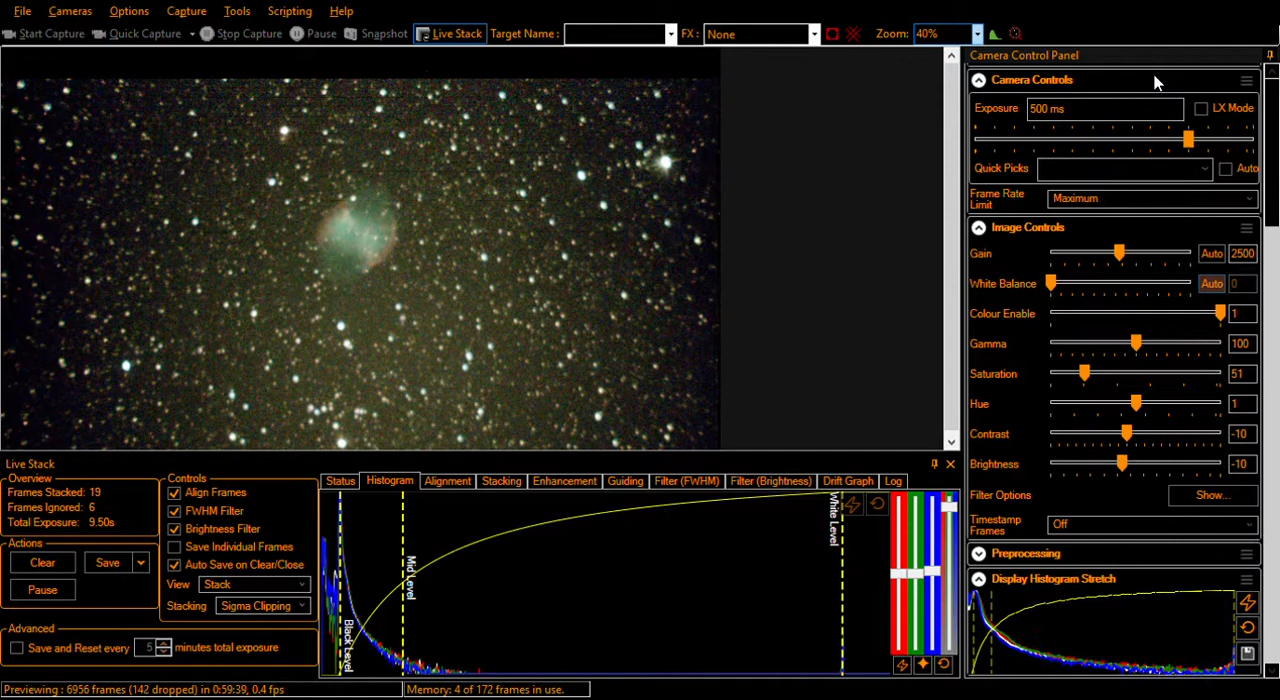 File Cameras Options Capture Tools Scripting Help
Start Capture Quick Capture Stop Capture Pause Snapshot Live Stack Target Name : FX : None Zoom: 40%
Camera Control Panel
Camera Controls
Exposure 500 ms LX Mode
Quick Picks Auto
Frame Rate Limit Maximum
Image Controls
Gain Auto 2500
White Balance Auto 0
Colour Enable 1
Gamma 100
Saturation 51
Hue 1
Contrast -10
Brightness -10
Filter Options Show...
Timestamp Frames Off
Preprocessing
Display Histogram Stretch
Live Stack
Overview
Frames Stacked: 19
Frames Ignored: 6
Total Exposure: 9.50s
Actions
Clear Save
Pause
Controls
Align Frames
FWHM Filter
Brightness Filter
Save Individual Frames
Auto Save on Clear/Close
View Stack
Stacking Sigma Clipping
Advanced
Save and Reset every 5 minutes total exposure
Status Histogram Alignment Stacking Enhancement Guiding Filter (FWHM) Filter (Brightness) Drift Graph Log
Black Level
Mid Level
White Level
Previewing : 6956 frames (142 dropped) in 0:59:39, 0.4 fps
Memory: 4 of 172 frames in use.